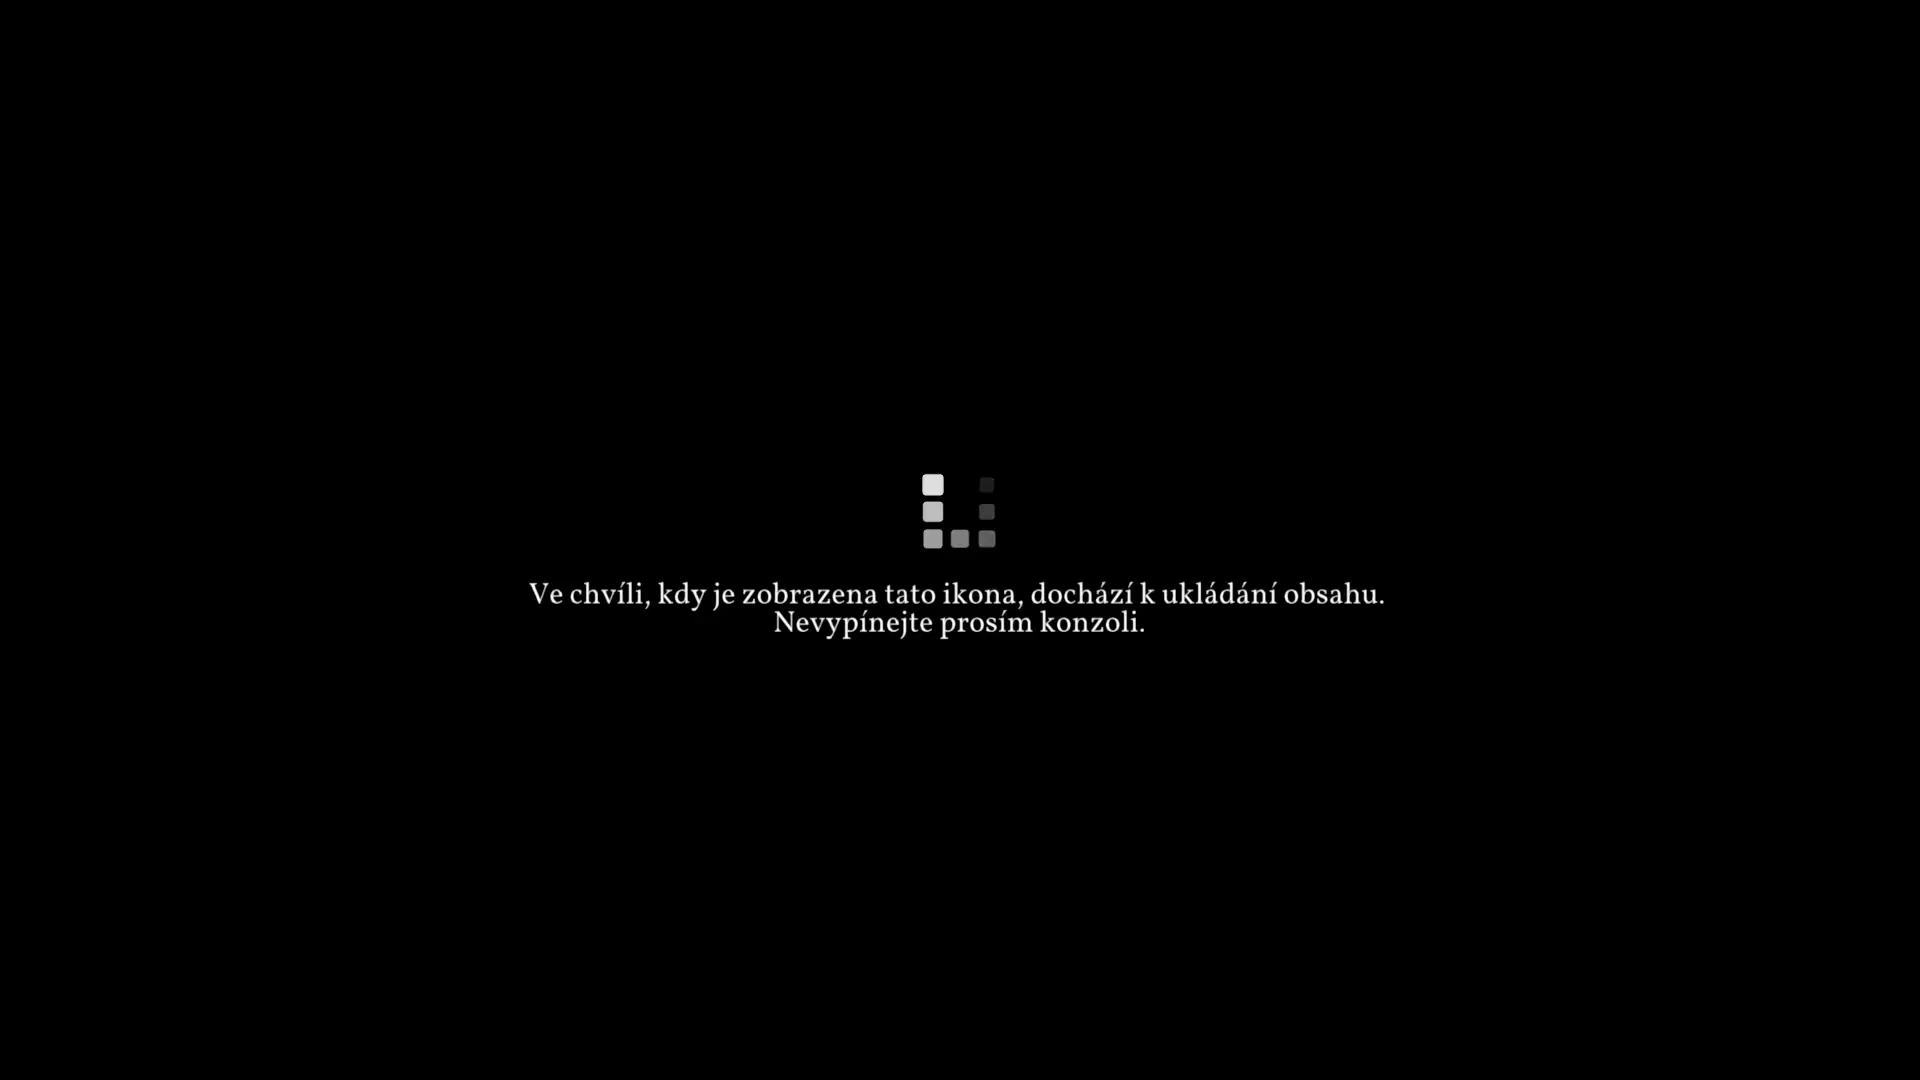 Ve chvíli, kdy je zobrazena tato ikona, dochází k ukládání obsahu.
Nevypínejte prosím konzoli.